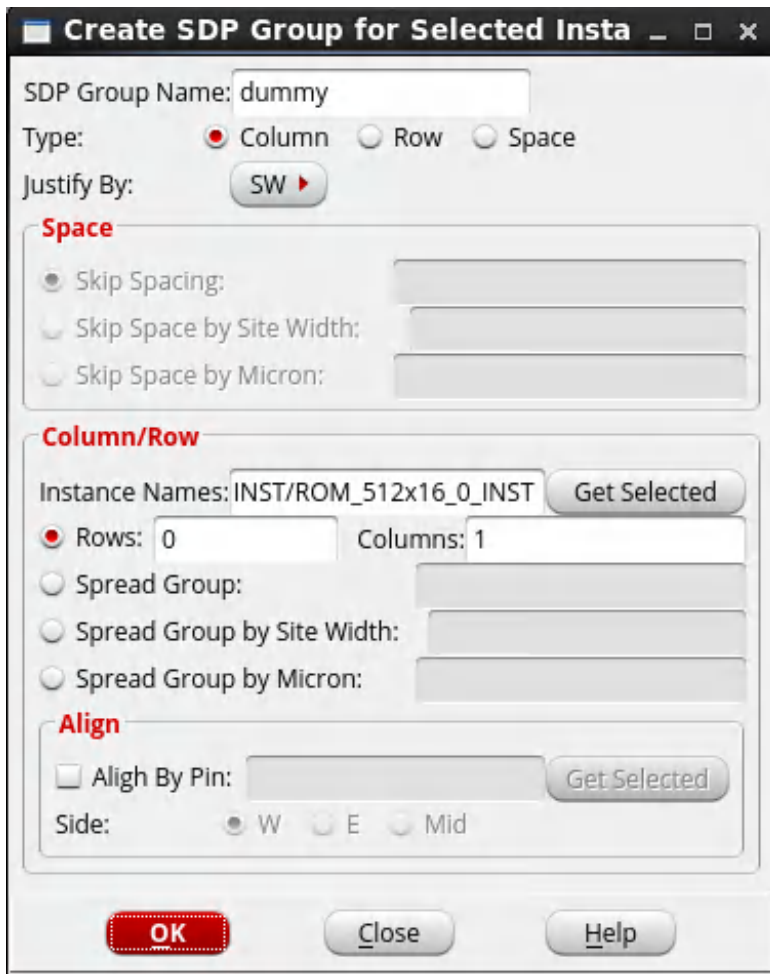 Create SDP Group for Selected Insta
SDP Group Name: dummy
Type: Column Row Space
Justify By: SW
Space
Skip Spacing:
Skip Space by Site Width:
Skip Space by Micron:
Column/Row
Instance Names: INST/ROM_512x16_0_INST Get Selected
Rows: 0 Columns: 1
Spread Group:
Spread Group by Site Width:
Spread Group by Micron:
Align
Aligh By Pin: Get Selected
Side: W E Mid
OK Close Help